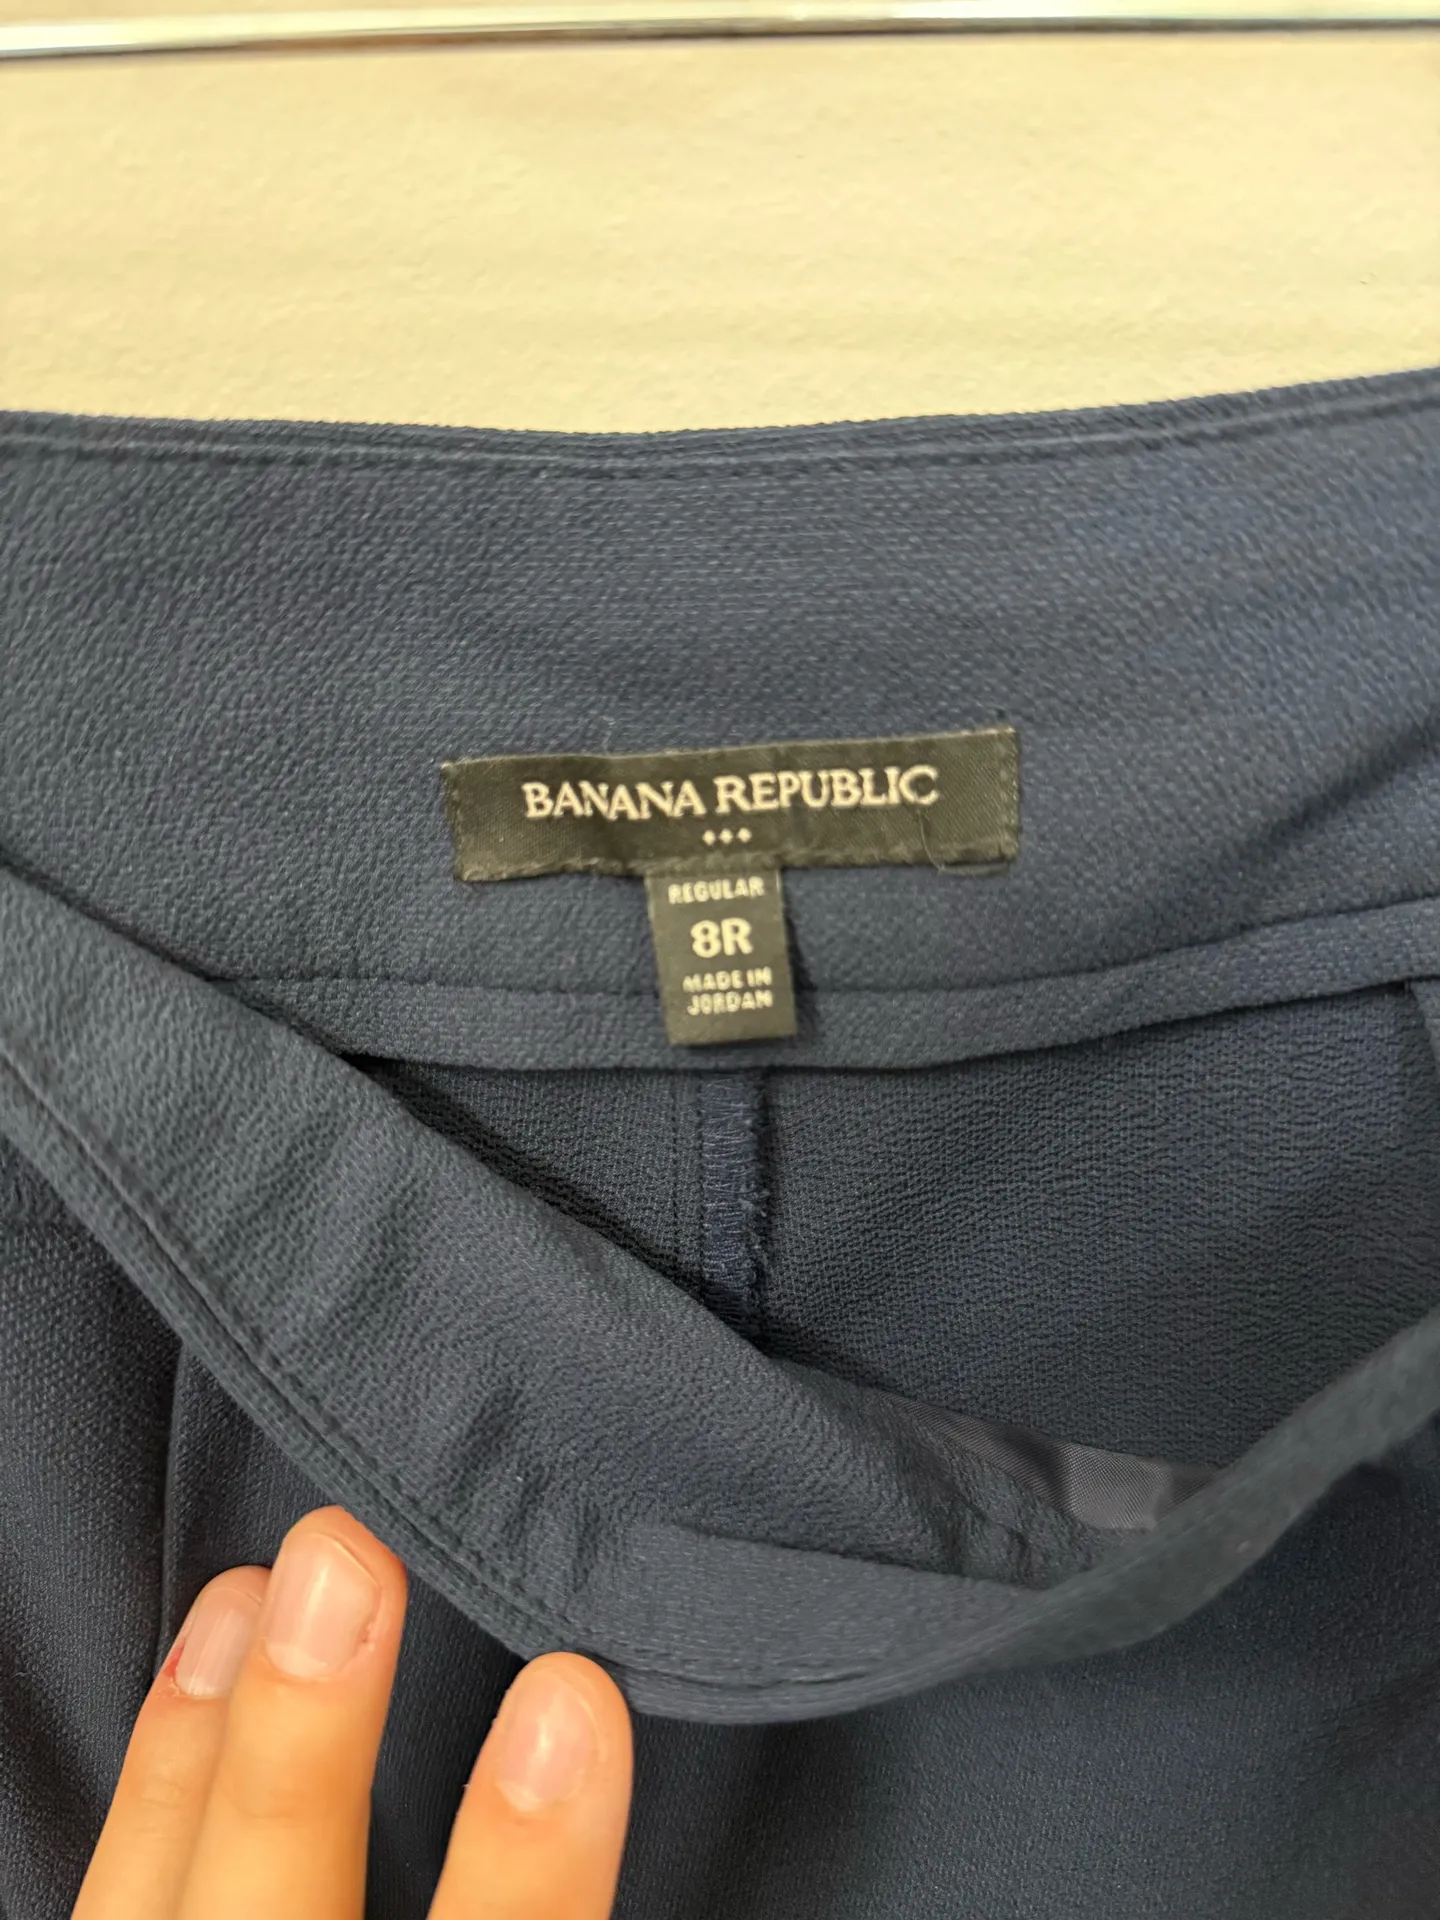 BANANA REPUBLIC
REGULAR
8R
MADE IN
JORDAN